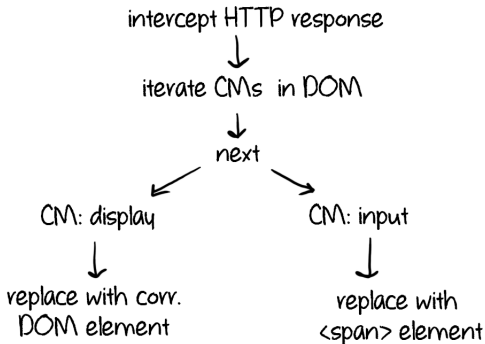 intercept HTTP response
iterate CMs in DOM
next
CM: display
CM: input
replace with corr.
DOM element
replace with
<span> element